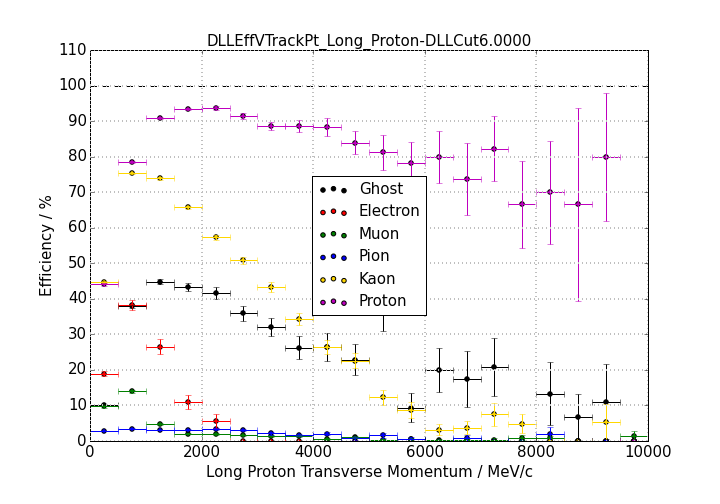 DLLEffVTrackPt_Long_Proton-DLLCut6.0000
110
100
90
80
70
60
50
40
30
20
10
0
Efficiency / %
Ghost
Electron
Muon
Pion
Kaon
Proton
0 2000 4000 6000 8000 10000
Long Proton Transverse Momentum / MeV/c